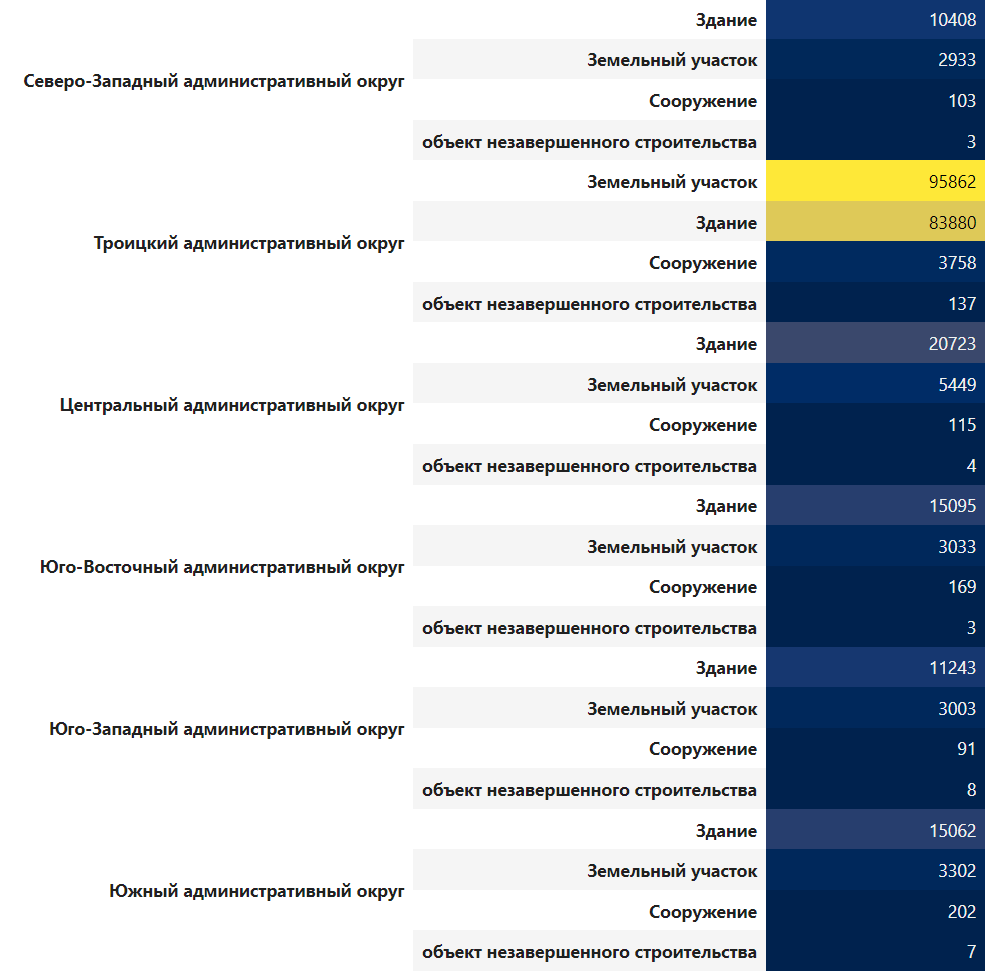 Здание 10408
Земельный участок 2933
Северо-Западный административный округ
Сооружение 103
объект незавершенного строительства 3
Земельный участок 95862
Здание 83880
Троицкий административный округ
Сооружение 3758
объект незавершенного строительства 137
Здание 20723
Земельный участок 5449
Центральный административный округ
Сооружение 115
объект незавершенного строительства 4
Здание 15095
Земельный участок 3033
Юго-Восточный административный округ
Сооружение 169
объект незавершенного строительства 3
Здание 11243
Земельный участок 3003
Юго-Западный административный округ
Сооружение 91
объект незавершенного строительства 8
Здание 15062
Земельный участок 3302
Южный административный округ
Сооружение 202
объект незавершенного строительства 7